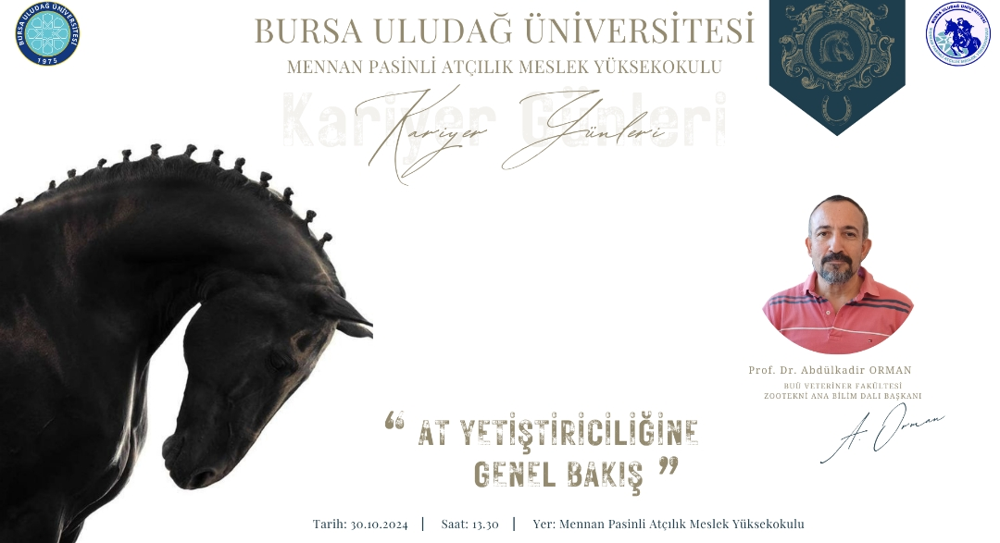 BURSA ULUDAĞ ÜNİVERSİTESİ
1975
BURSA ULUDAĞ ÜNİVERSİTESİ
MENNAN PASİNLİ ATÇILIK MESLEK YÜKSEKOKULU
Kariyer Günleri
Kariyer Günleri
BURSA ULUDAĞ ÜNİVERSİTESİ
Prof. Dr. Abdülkadir ORMAN
BUÜ VETERİNER FAKÜLTESİ
ZOOTEKNİ ANA BİLİM DALI BAŞKANI
A. Orman
“ AT YETİŞTİRİCİLİĞİNE
GENEL BAKIŞ ”
Tarih: 30.10.2024 | Saat: 13.30 | Yer: Mennan Pasinli Atçılık Meslek Yüksekokulu